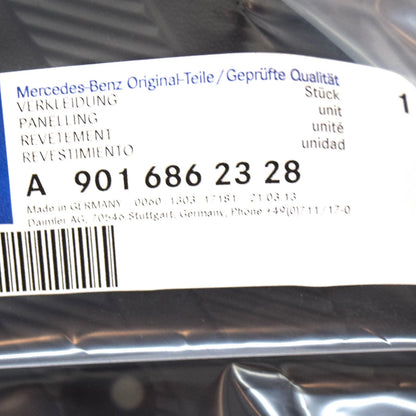 Mercedes-Benz Original-Teile / Geprüfte Qualität
VERKLEIDUNG Stück 1
PANELLING unit
REVETEMENT unité
REVESTIMIENTO unidad
A 901 686 23 28
Made in GERMANY 0060 1303 17181 21.03.13
Daimler AG, 70546 Stuttgart, Germany, Phone +49(0)711/17-0